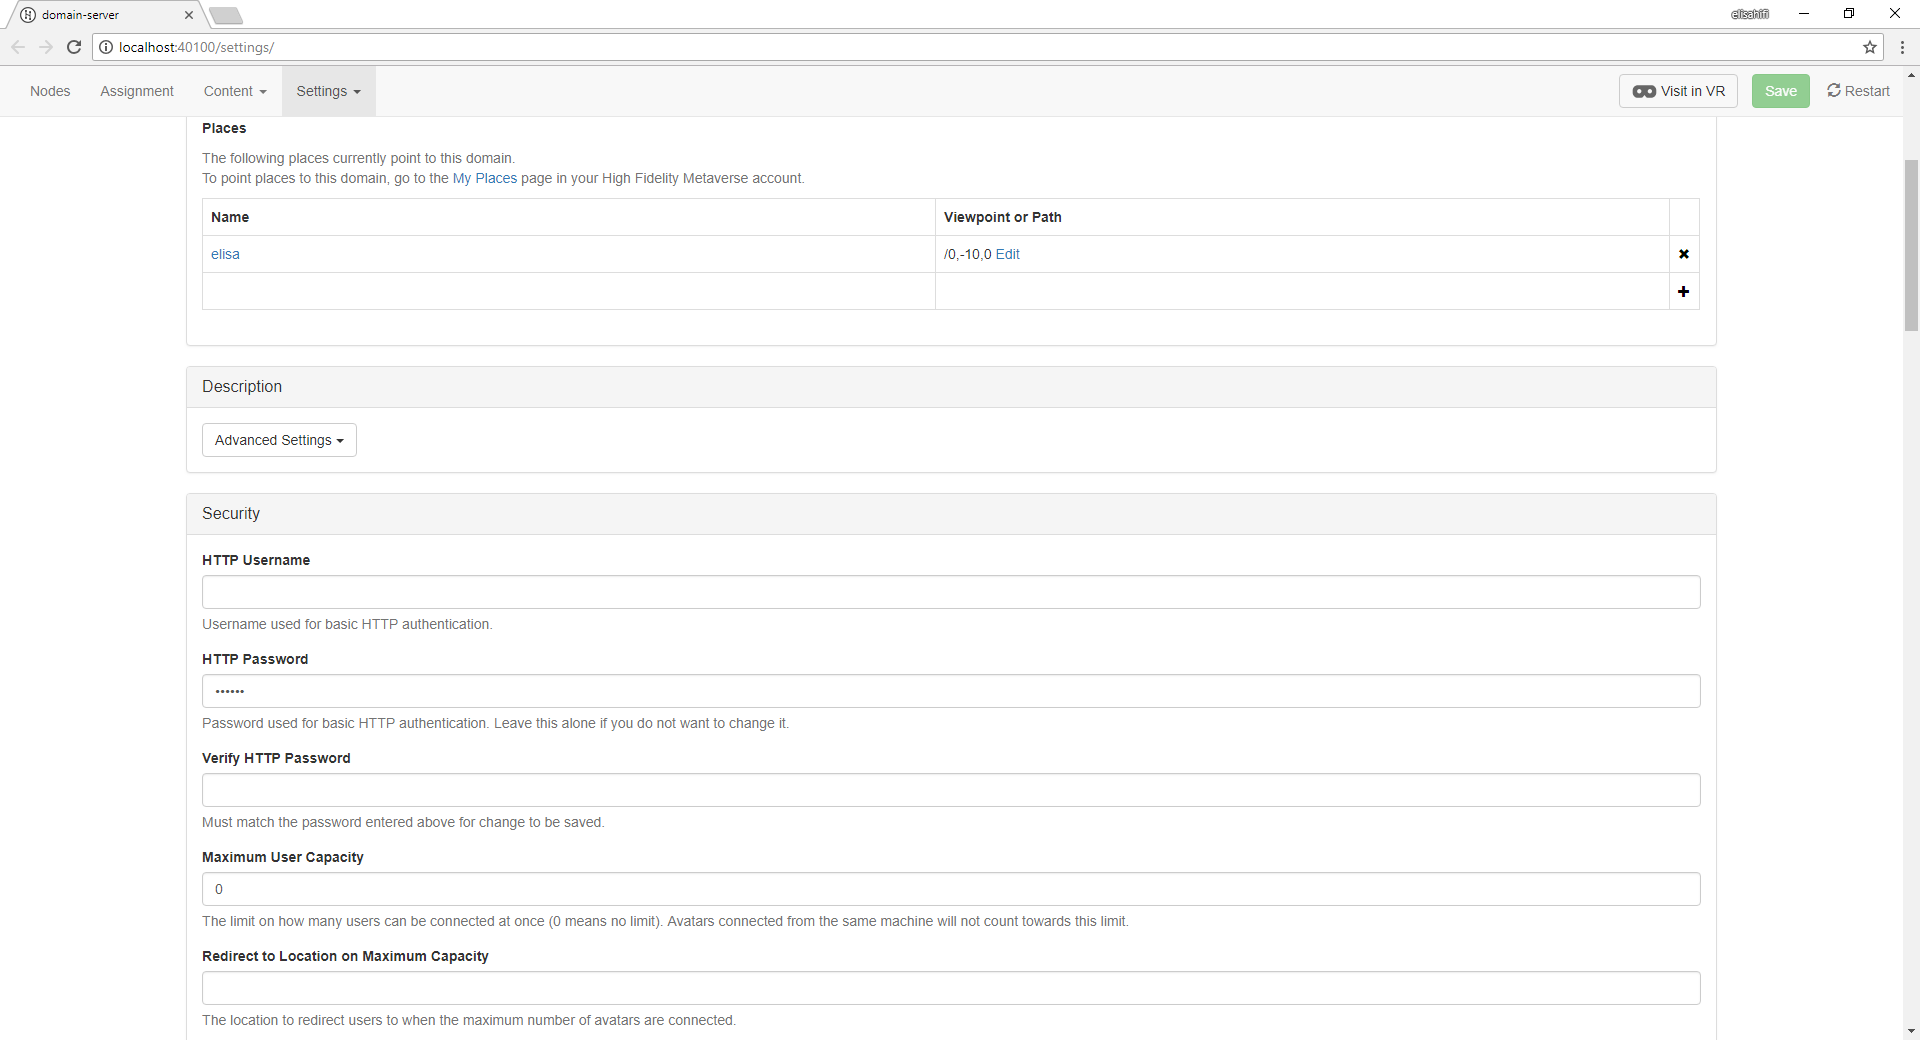 domain-server
elisahifi
localhost:40100/settings/
Nodes Assignment Content Settings Visit in VR Save Restart
Places
The following places currently point to this domain.
To point places to this domain, go to the My Places page in your High Fidelity Metaverse account.
Name Viewpoint or Path
elisa /0,-10,0 Edit
Description
Advanced Settings
Security
HTTP Username
Username used for basic HTTP authentication.
HTTP Password
••••••
Password used for basic HTTP authentication. Leave this alone if you do not want to change it.
Verify HTTP Password
Must match the password entered above for change to be saved.
Maximum User Capacity
0
The limit on how many users can be connected at once (0 means no limit). Avatars connected from the same machine will not count towards this limit.
Redirect to Location on Maximum Capacity
The location to redirect users to when the maximum number of avatars are connected.